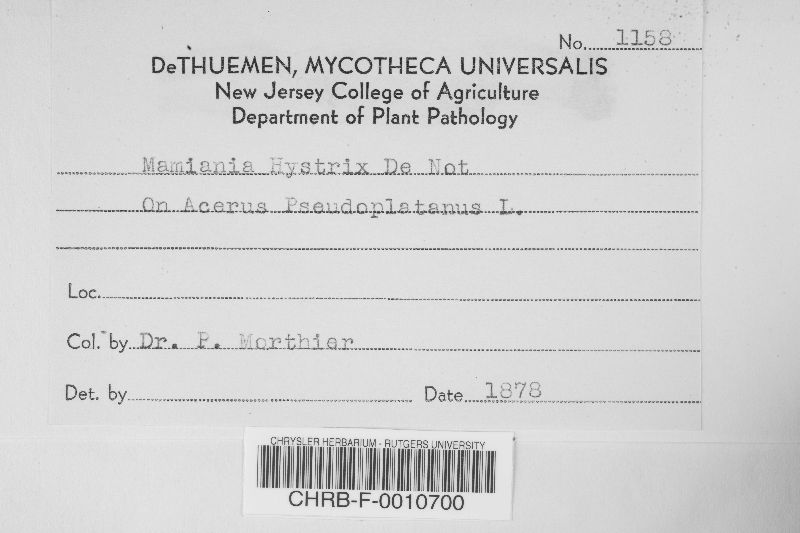 No. 1158
DeTHUEMEN, MYCOTHECA UNIVERSALIS
New Jersey College of Agriculture
Department of Plant Pathology
Mamiania Hystrix De Not
On Acerus Pseudoplatanus L.
Loc.
Col. by Dr. P. Morthier
Det. by Date 1878
CHRYSLER HERBARIUM - RUTGERS UNIVERSITY
CHRB-F-0010700